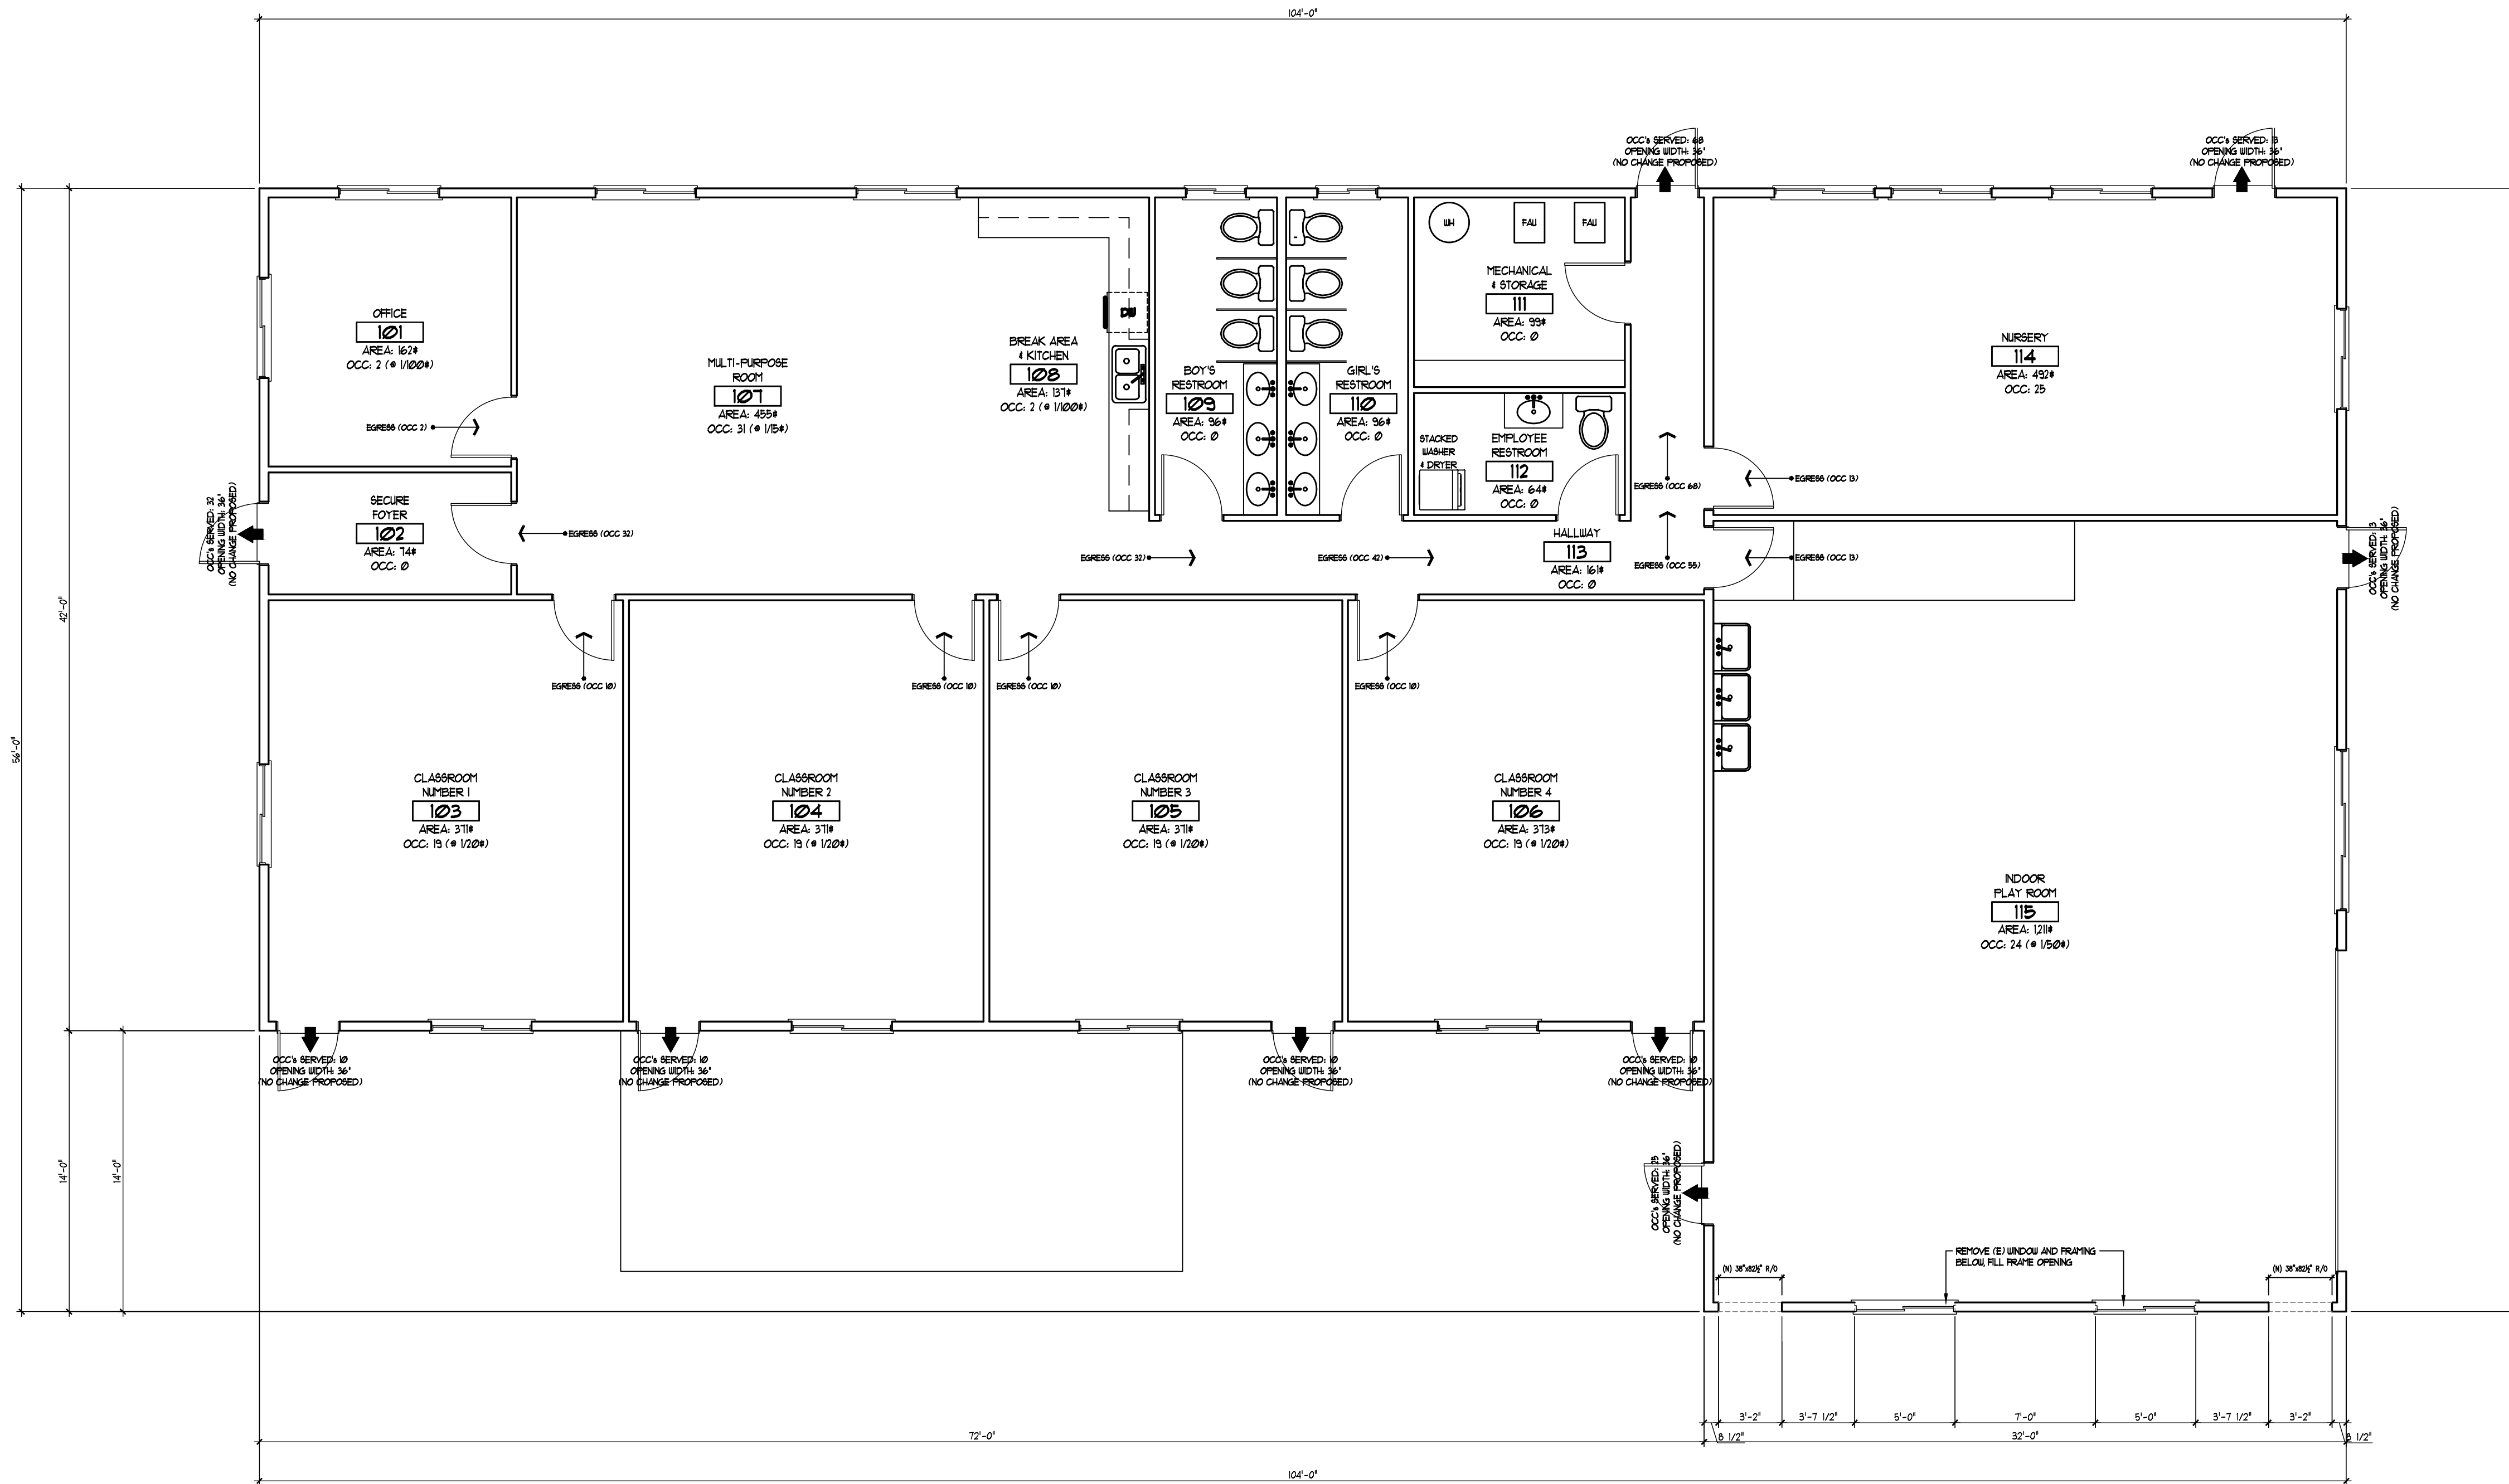 104'-0"
OCC's SERVED: 68
OPENING WIDTH: 36"
(NO CHANGE PROPOSED)
OCC's SERVED: 13
OPENING WIDTH: 36"
(NO CHANGE PROPOSED)
OFFICE
101
AREA: 162#
OCC: 2 (@ 1/100#)
EGRESS (OCC 2)
MULTI-PURPOSE
ROOM
107
AREA: 455#
OCC: 31 (@ 1/15#)
BREAK AREA
& KITCHEN
108
AREA: 137#
OCC: 2 (@ 1/100#)
DW
BOY'S
RESTROOM
109
AREA: 96#
OCC: 0
GIRL'S
RESTROOM
110
AREA: 96#
OCC: 0
WH
FAU
FAU
MECHANICAL
& STORAGE
111
AREA: 99#
OCC: 0
STACKED
WASHER
& DRYER
EMPLOYEE
RESTROOM
112
AREA: 64#
OCC: 0
EGRESS (OCC 68)
EGRESS (OCC 13)
NURSERY
114
AREA: 492#
OCC: 25
OCC's SERVED: 32
OPENING WIDTH: 36"
(NO CHANGE PROPOSED)
SECURE
FOYER
102
AREA: 74#
OCC: 0
EGRESS (OCC 32)
EGRESS (OCC 32)
EGRESS (OCC 42)
HALLWAY
113
AREA: 161#
OCC: 0
EGRESS (OCC 55)
EGRESS (OCC 13)
OCC's SERVED: 13
OPENING WIDTH: 36"
(NO CHANGE PROPOSED)
42'-0"
56'-0"
EGRESS (OCC 10)
EGRESS (OCC 10)
EGRESS (OCC 10)
EGRESS (OCC 10)
CLASSROOM
NUMBER 1
103
AREA: 371#
OCC: 19 (@ 1/20#)
CLASSROOM
NUMBER 2
104
AREA: 371#
OCC: 19 (@ 1/20#)
CLASSROOM
NUMBER 3
105
AREA: 371#
OCC: 19 (@ 1/20#)
CLASSROOM
NUMBER 4
106
AREA: 373#
OCC: 19 (@ 1/20#)
INDOOR
PLAY ROOM
115
AREA: 1,211#
OCC: 24 (@ 1/50#)
OCC's SERVED: 10
OPENING WIDTH: 36"
(NO CHANGE PROPOSED)
OCC's SERVED: 10
OPENING WIDTH: 36"
(NO CHANGE PROPOSED)
OCC's SERVED: 10
OPENING WIDTH: 36"
(NO CHANGE PROPOSED)
OCC's SERVED: 10
OPENING WIDTH: 36"
(NO CHANGE PROPOSED)
14'-0"
14'-0"
OCC's SERVED: 25
OPENING WIDTH: 36"
(NO CHANGE PROPOSED)
REMOVE (E) WINDOW AND FRAMING
BELOW, FILL FRAME OPENING
(N) 38"x82½" R/O
(N) 38"x82½" R/O
3'-2"
3'-7 1/2"
5'-0"
7'-0"
5'-0"
3'-7 1/2"
3'-2"
72'-0"
8 1/2"
32'-0"
8 1/2"
104'-0"